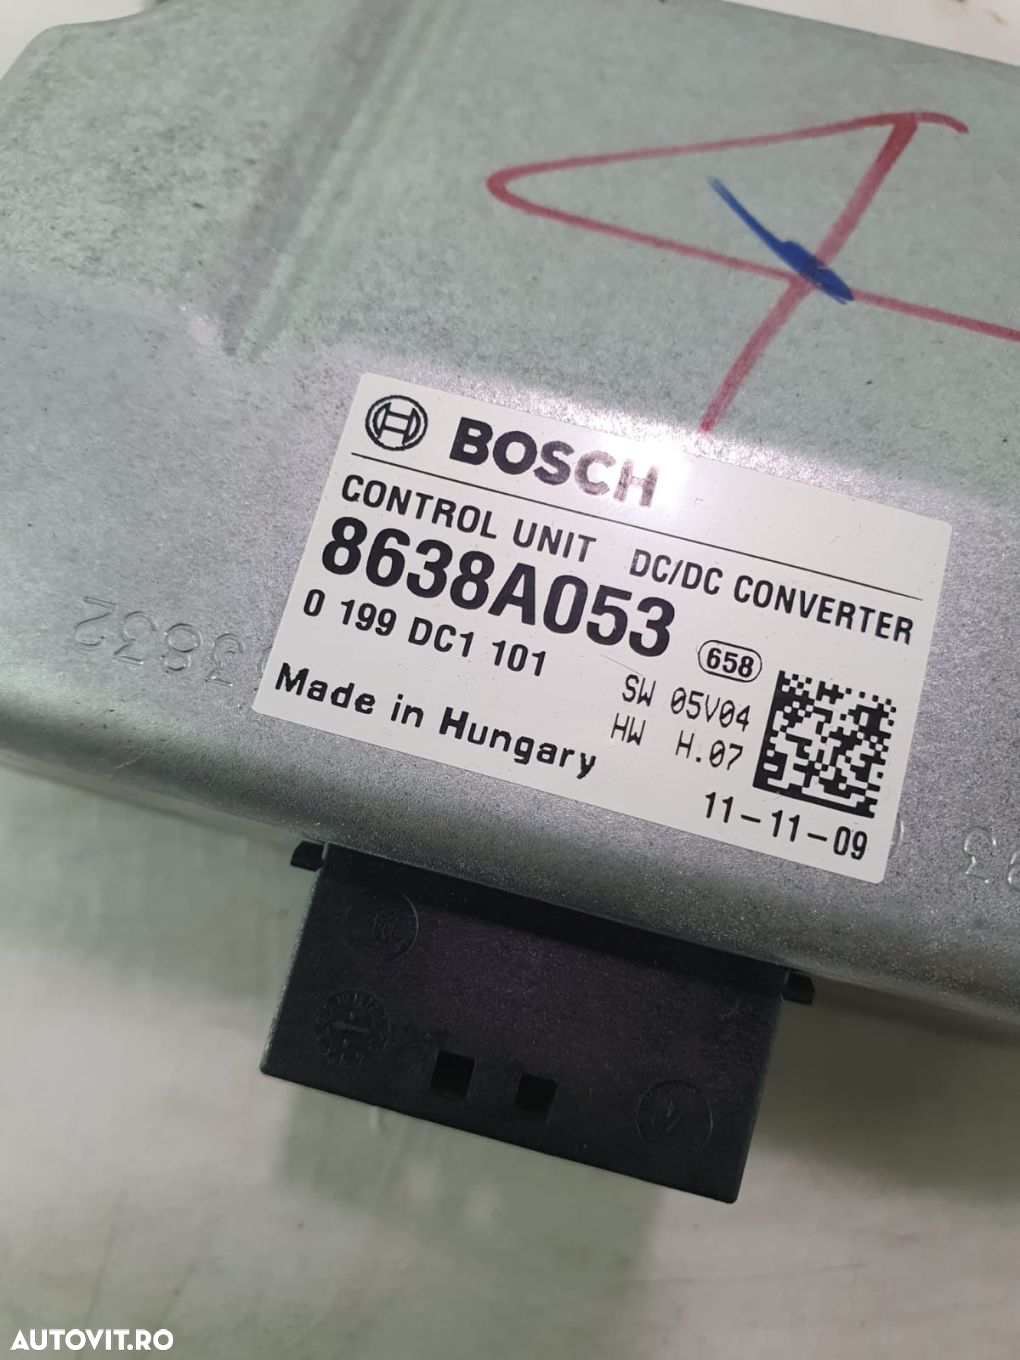 4
BOSCH
CONTROL UNIT DC/DC CONVERTER
8638A053
0 199 DC1 101
658
SW 05V04
HW H.07
Made in Hungary
11-11-09
AUTOVIT.RO